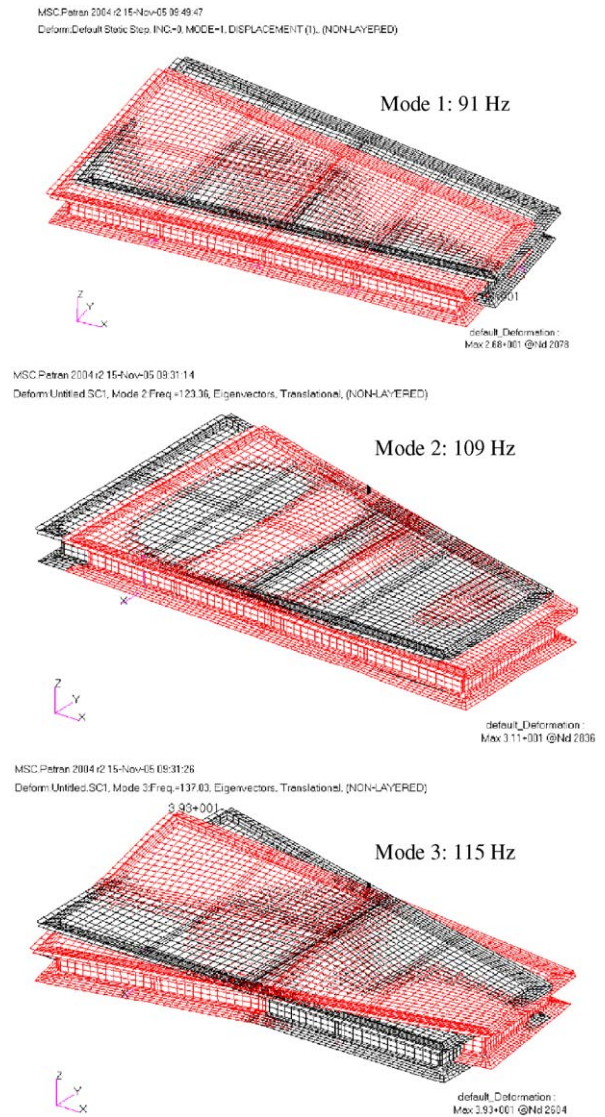 MSC.Patran 2004 r2 15-Nov-05 09:49:47
Deform:Default Static Step, INC.=0, MODE=1, DISPLACEMENT (1)., (NON-LAYERED)
Mode 1: 91 Hz
Z
Y
X
default_Deformation :
Max 2.68+001 @Nd 2078
MSC.Patran 2004 r2 15-Nov-05 09:31:14
Deform:Untitled.SC1, Mode 2:Freq.=123.36, Eigenvectors, Translational, (NON-LAYERED)
Mode 2: 109 Hz
X
Z
Y
X
default_Deformation :
Max 3.11+001 @Nd 2836
MSC.Patran 2004 r2 15-Nov-05 09:31:26
Deform:Untitled.SC1, Mode 3:Freq.=137.03, Eigenvectors, Translational, (NON-LAYERED)
3.93+001
Mode 3: 115 Hz
Z
Y
X
default_Deformation :
Max 3.93+001 @Nd 2604